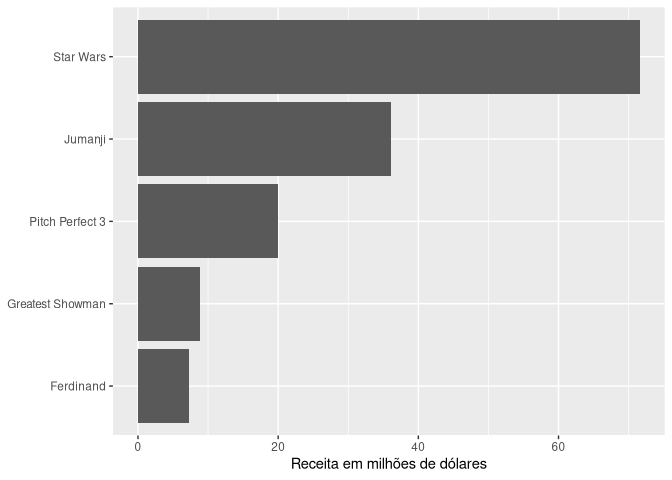 Star Wars
Jumanji
Pitch Perfect 3
Greatest Showman
Ferdinand
0 20 40 60
Receita em milhões de dólares